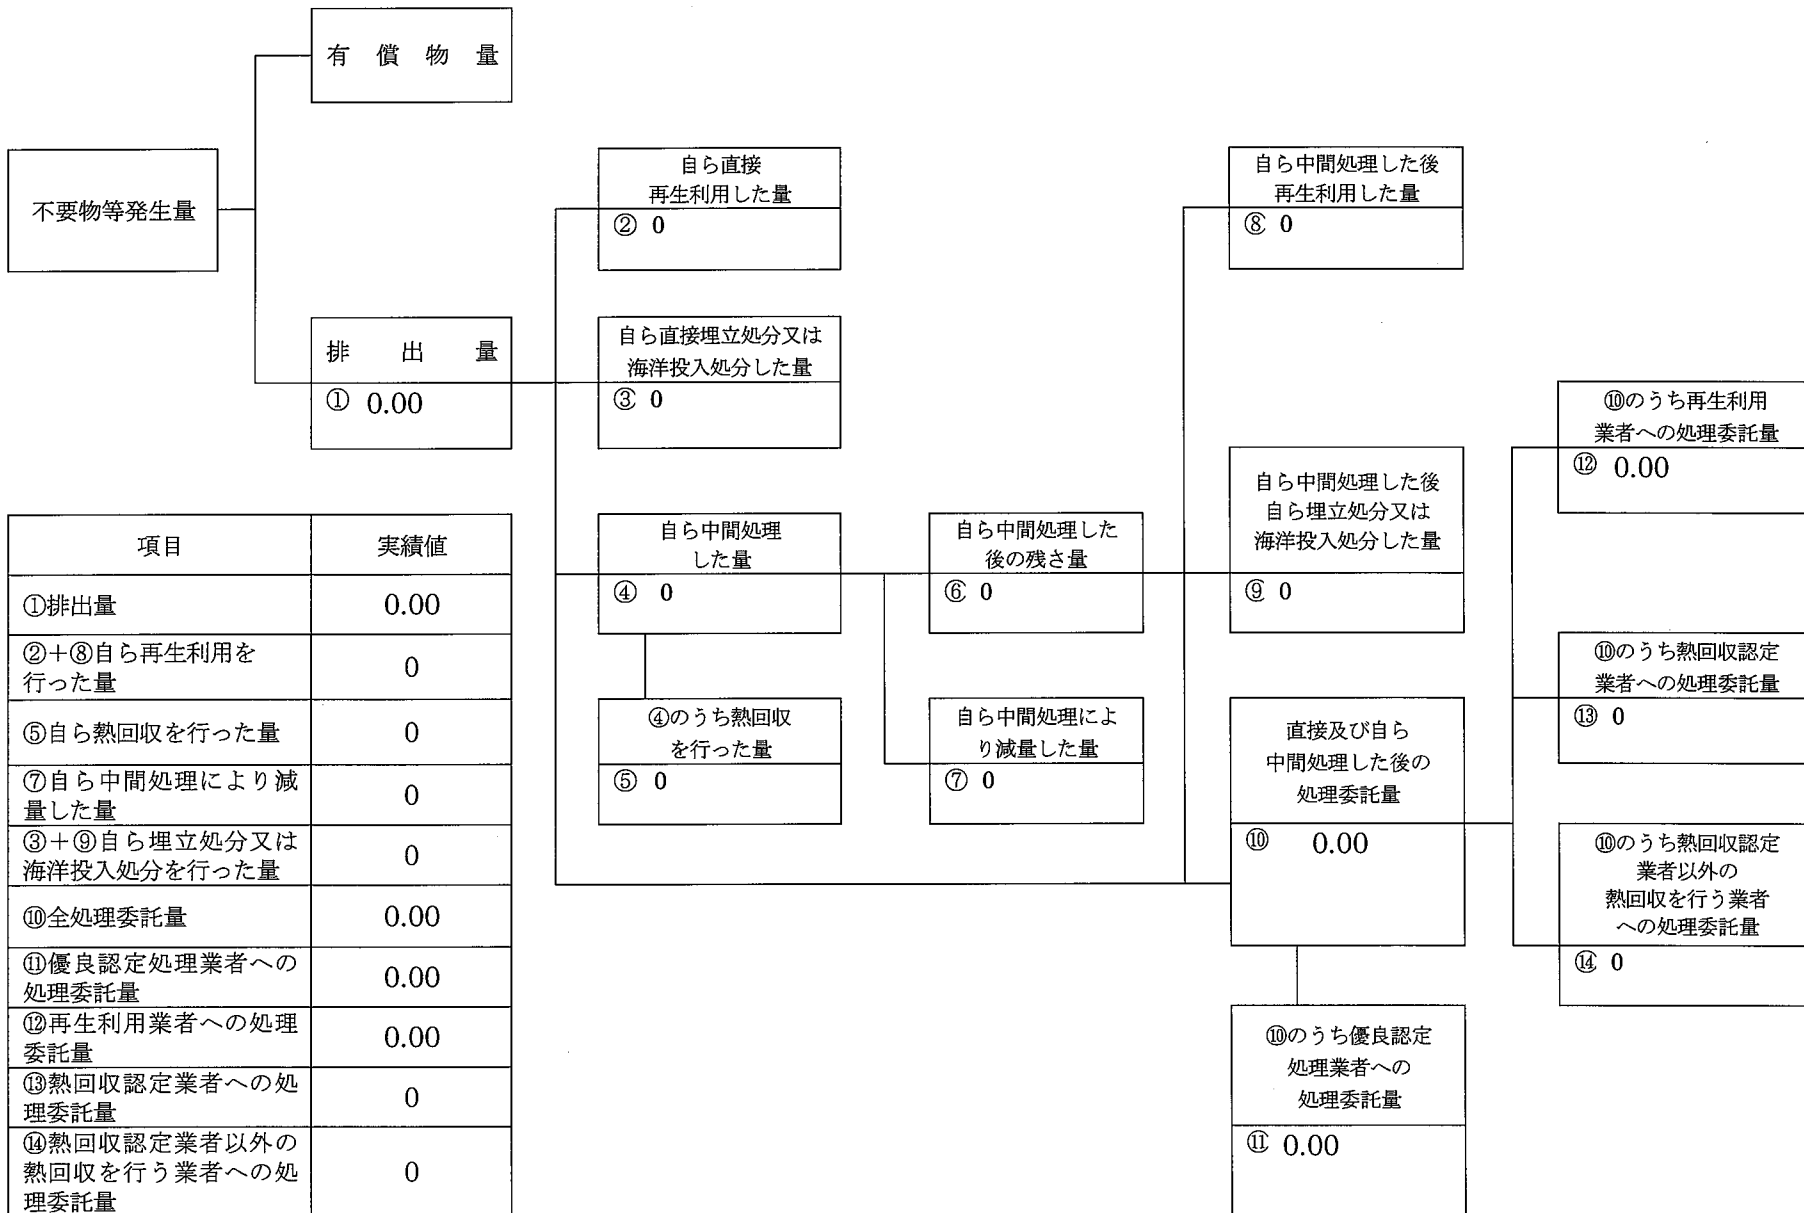 有償物量
不要物等発生量
排出量
① 0.00
自ら直接
再生利用した量
② 0
自ら直接埋立処分又は
海洋投入処分した量
③ 0
自ら中間処理
した量
④ 0
④のうち熱回収
を行った量
⑤ 0
自ら中間処理した
後の残さ量
⑥ 0
自ら中間処理によ
り減量した量
⑦ 0
自ら中間処理した後
再生利用した量
⑧ 0
自ら中間処理した後
自ら埋立処分又は
海洋投入処分した量
⑨ 0
直接及び自ら
中間処理した後の
処理委託量
⑩ 0.00
⑩のうち優良認定
処理業者への
処理委託量
⑪ 0.00
⑩のうち再生利用
業者への処理委託量
⑫ 0.00
⑩のうち熱回収認定
業者への処理委託量
⑬ 0
⑩のうち熱回収認定
業者以外の
熱回収を行う業者
への処理委託量
⑭ 0
項目 実績値
①排出量 0.00
②+⑧自ら再生利用を
行った量 0
⑤自ら熱回収を行った量 0
⑦自ら中間処理により減
量した量 0
③+⑨自ら埋立処分又は
海洋投入処分を行った量 0
⑩全処理委託量 0.00
⑪優良認定処理業者への
処理委託量 0.00
⑫再生利用業者への処理
委託量 0.00
⑬熱回収認定業者への処
理委託量 0
⑭熱回収認定業者以外の
熱回収を行う業者への処
理委託量 0